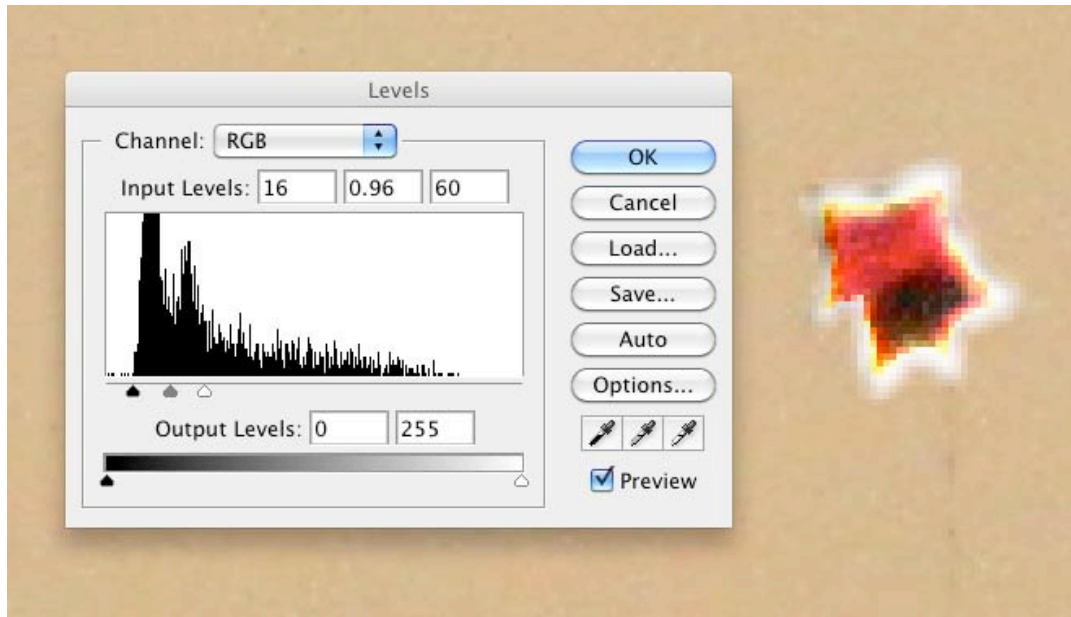 Levels
Channel: RGB
Input Levels: 16 0.96 60
Output Levels: 0 255
OK
Cancel
Load...
Save...
Auto
Options...
Preview